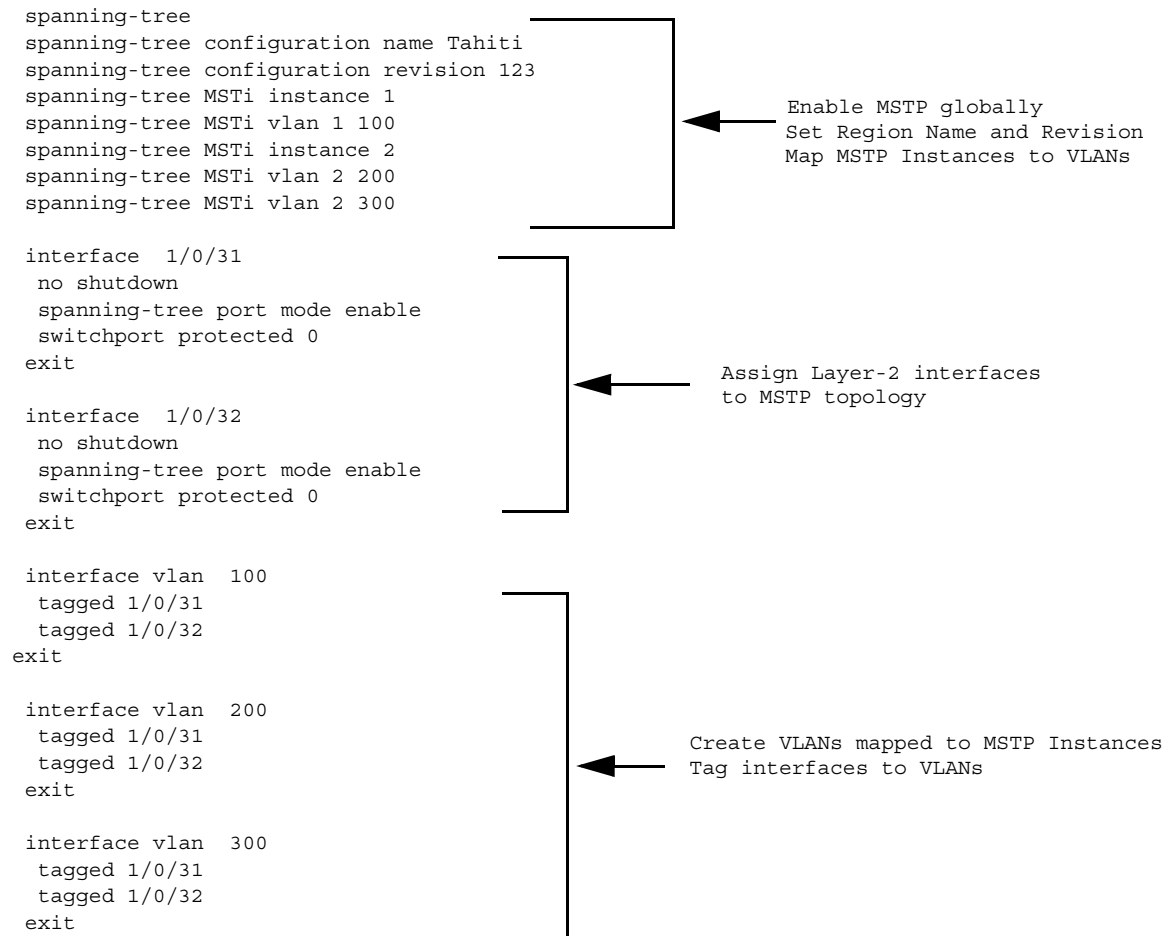 spanning-tree
spanning-tree configuration name Tahiti
spanning-tree configuration revision 123
spanning-tree MSTi instance 1
spanning-tree MSTi vlan 1 100
spanning-tree MSTi instance 2
spanning-tree MSTi vlan 2 200
spanning-tree MSTi vlan 2 300
Enable MSTP globally
Set Region Name and Revision
Map MSTP Instances to VLANs
interface  1/0/31
no shutdown
spanning-tree port mode enable
switchport protected 0
exit
interface  1/0/32
no shutdown
spanning-tree port mode enable
switchport protected 0
exit
Assign Layer-2 interfaces
to MSTP topology
interface vlan  100
tagged 1/0/31
tagged 1/0/32
exit
interface vlan  200
tagged 1/0/31
tagged 1/0/32
exit
interface vlan  300
tagged 1/0/31
tagged 1/0/32
exit
Create VLANs mapped to MSTP Instances
Tag interfaces to VLANs